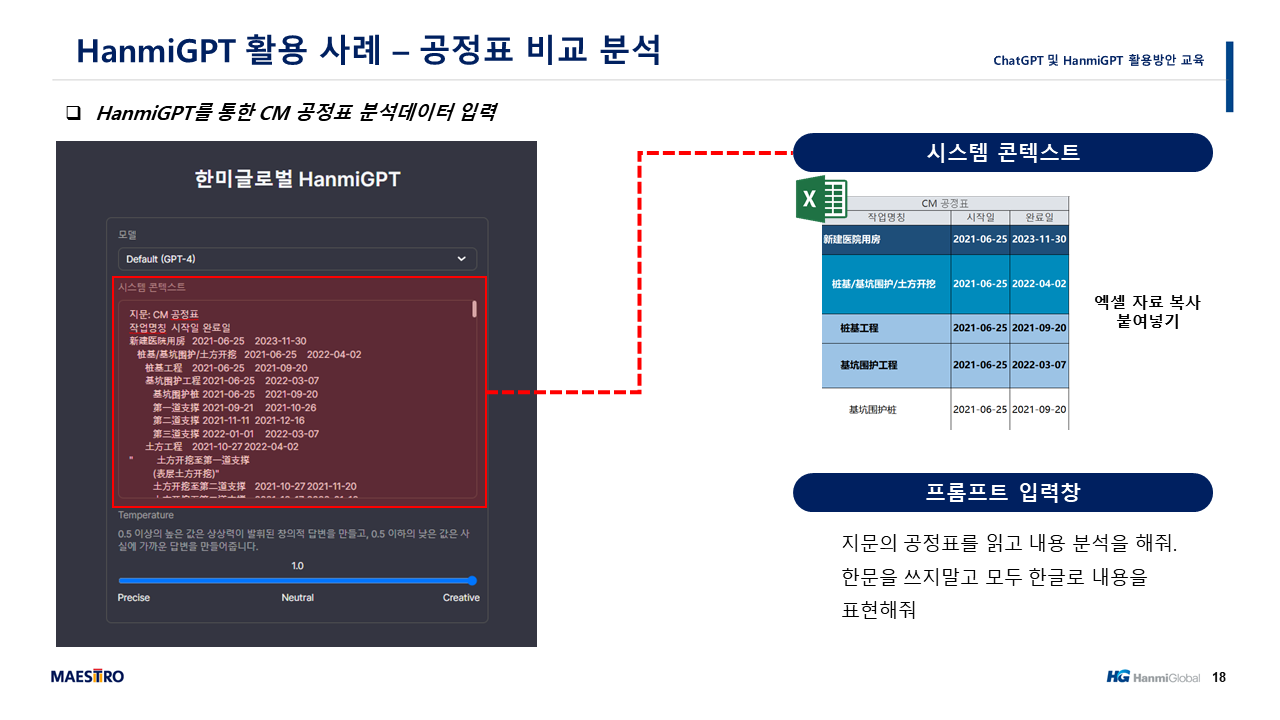 HanmiGPT 활용 사례 – 공정표 비교 분석
ChatGPT 및 HanmiGPT 활용방안 교육
HanmiGPT를 통한 CM 공정표 분석데이터 입력
한미글로벌 HanmiGPT
모델
Default (GPT-4)
시스템 콘텍스트
지문: CM 공정표
작업명칭 시작일 완료일
新建医院用房 2021-06-25 2023-11-30
桩基/基坑围护/土方开挖 2021-06-25 2022-04-02
桩基工程 2021-06-25 2021-09-20
基坑围护工程 2021-06-25 2022-03-07
基坑围护桩 2021-06-25 2021-09-20
第一道支撑 2021-09-21 2021-10-26
第二道支撑 2021-11-11 2021-12-16
第三道支撑 2022-01-01 2022-03-07
土方工程 2021-10-27 2022-04-02
" 土方开挖至第一道支撑
(表层土方开挖)"
土方开挖至第二道支撑 2021-10-27 2021-11-20
Temperature
0.5 이상의 높은 값은 상상력이 발휘된 창의적 답변을 만들고, 0.5 이하의 낮은 값은 사
실에 가까운 답변을 만들어줍니다.
1.0
Precise Neutral Creative
시스템 콘텍스트
X
CM 공정표
작업명칭 시작일 완료일
新建医院用房 2021-06-25 2023-11-30
桩基/基坑围护/土方开挖 2021-06-25 2022-04-02
桩基工程 2021-06-25 2021-09-20
基坑围护工程 2021-06-25 2022-03-07
基坑围护桩 2021-06-25 2021-09-20
엑셀 자료 복사
붙여넣기
프롬프트 입력창
지문의 공정표를 읽고 내용 분석을 해줘.
한문을 쓰지말고 모두 한글로 내용을
표현해줘
MAESTRO
HG HanmiGlobal 18